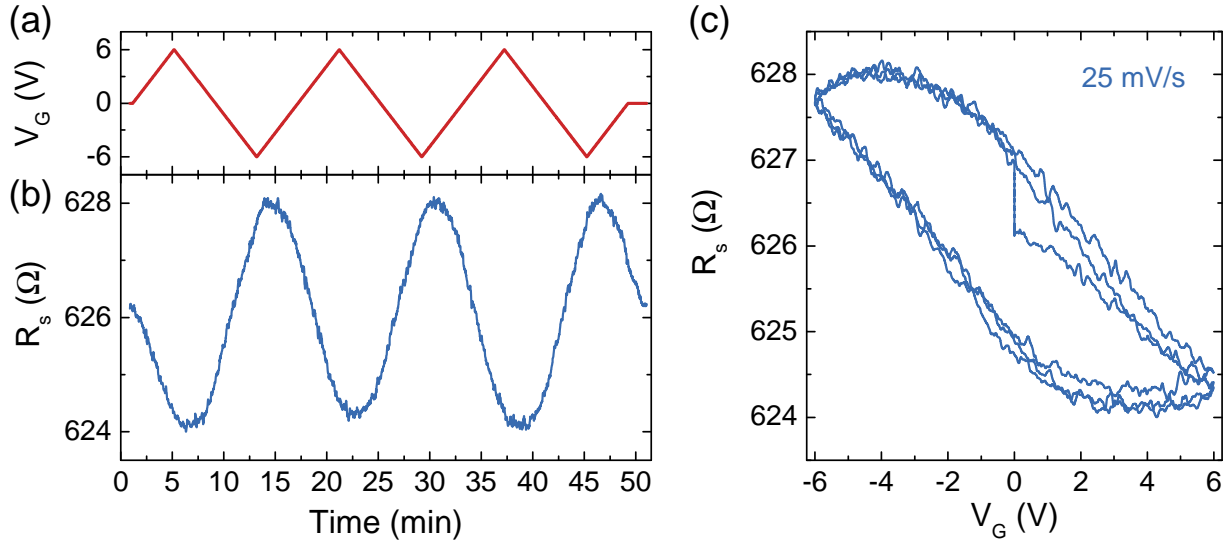 (a)
6
0
-6
V_G (V)
(b)
628
626
624
R_s (Ω)
0 5 10 15 20 25 30 35 40 45 50
Time (min)
(c)
25 mV/s
628
627
626
625
624
R_s (Ω)
-6 -4 -2 0 2 4 6
V_G (V)